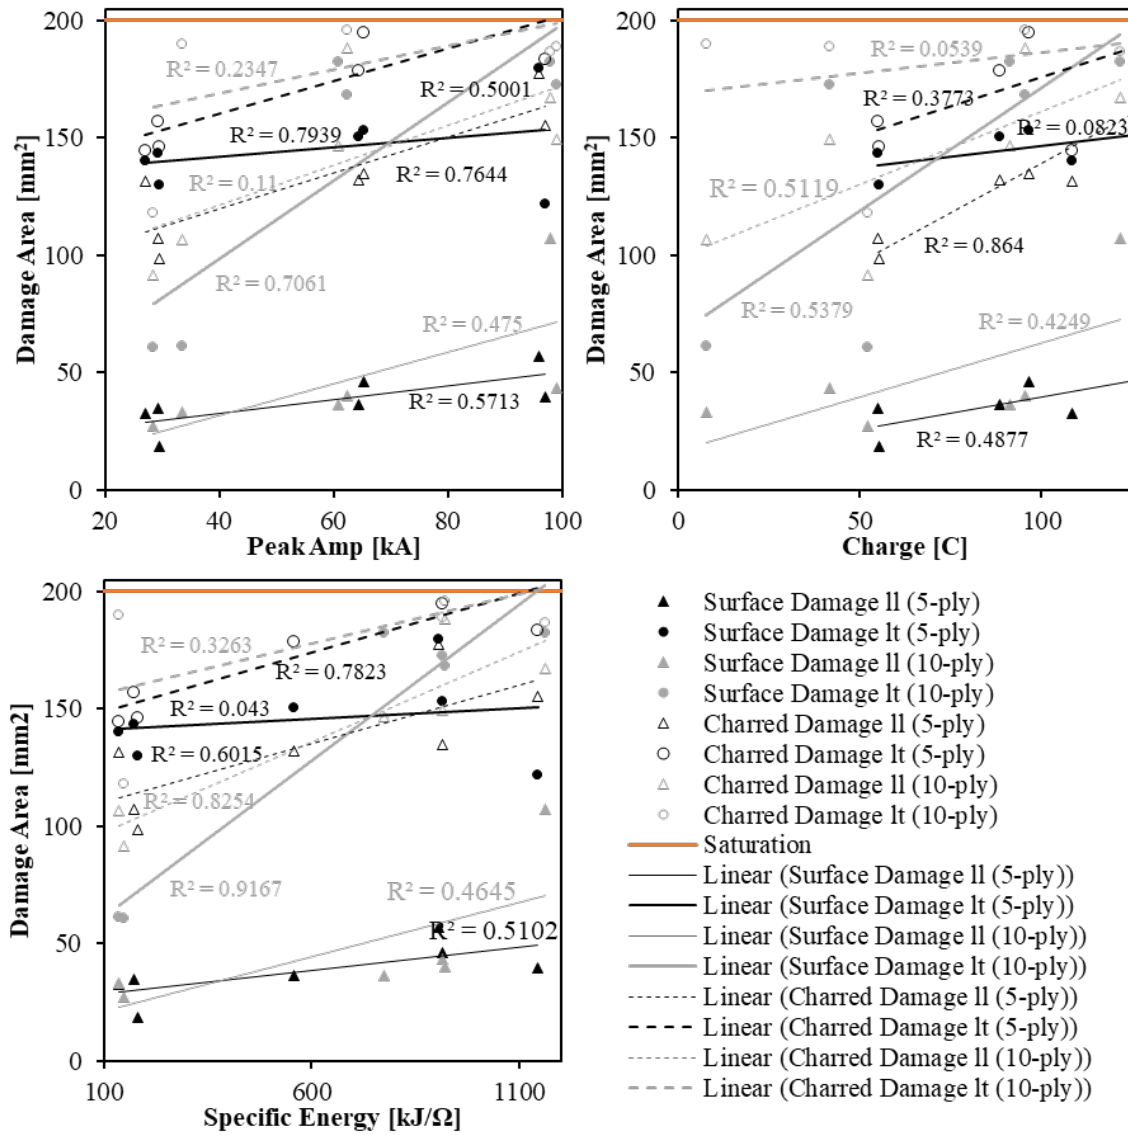 200
150
100
50
0
Damage Area [mm²]
R² = 0.2347
R² = 0.5001
R² = 0.7939
R² = 0.11
R² = 0.7644
R² = 0.7061
R² = 0.475
R² = 0.5713
20 40 60 80 100
Peak Amp [kA]
200
150
100
50
0
Damage Area [mm²]
R² = 0.0539
R² = 0.3773
R² = 0.0823
R² = 0.5119
R² = 0.864
R² = 0.5379
R² = 0.4249
R² = 0.4877
0 50 100
Charge [C]
200
150
100
50
0
Damage Area [mm2]
R² = 0.3263
R² = 0.7823
R² = 0.043
R² = 0.6015
R² = 0.8254
R² = 0.9167
R² = 0.4645
R² = 0.5102
100 600 1100
Specific Energy [kJ/Ω]
Surface Damage ll (5-ply)
Surface Damage lt (5-ply)
Surface Damage ll (10-ply)
Surface Damage lt (10-ply)
Charred Damage ll (5-ply)
Charred Damage lt (5-ply)
Charred Damage ll (10-ply)
Charred Damage lt (10-ply)
Saturation
Linear (Surface Damage ll (5-ply))
Linear (Surface Damage lt (5-ply))
Linear (Surface Damage ll (10-ply))
Linear (Surface Damage lt (10-ply))
Linear (Charred Damage ll (5-ply))
Linear (Charred Damage lt (5-ply))
Linear (Charred Damage ll (10-ply))
Linear (Charred Damage lt (10-ply))